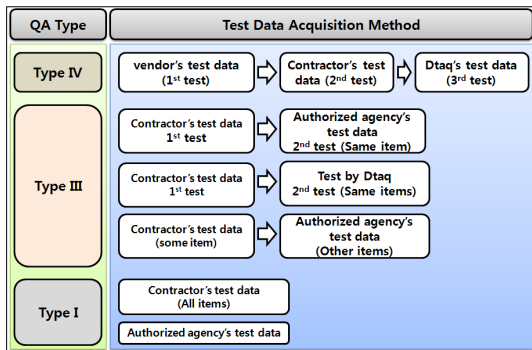 QA Type
Test Data Acquisition Method
Type IV
vendor's test data
(1st test)
Contractor's test
data (2nd test)
Dtaq's test data
(3rd test)
Type III
Contractor's test data
1st test
Authorized agency's
test data
2nd test (Same item)
Contractor's test data
1st test
Test by Dtaq
2nd test (Same items)
Contractor's test data
(some item)
Authorized agency's
test data
(Other items)
Type I
Contractor's test data
(All items)
Authorized agency's test data